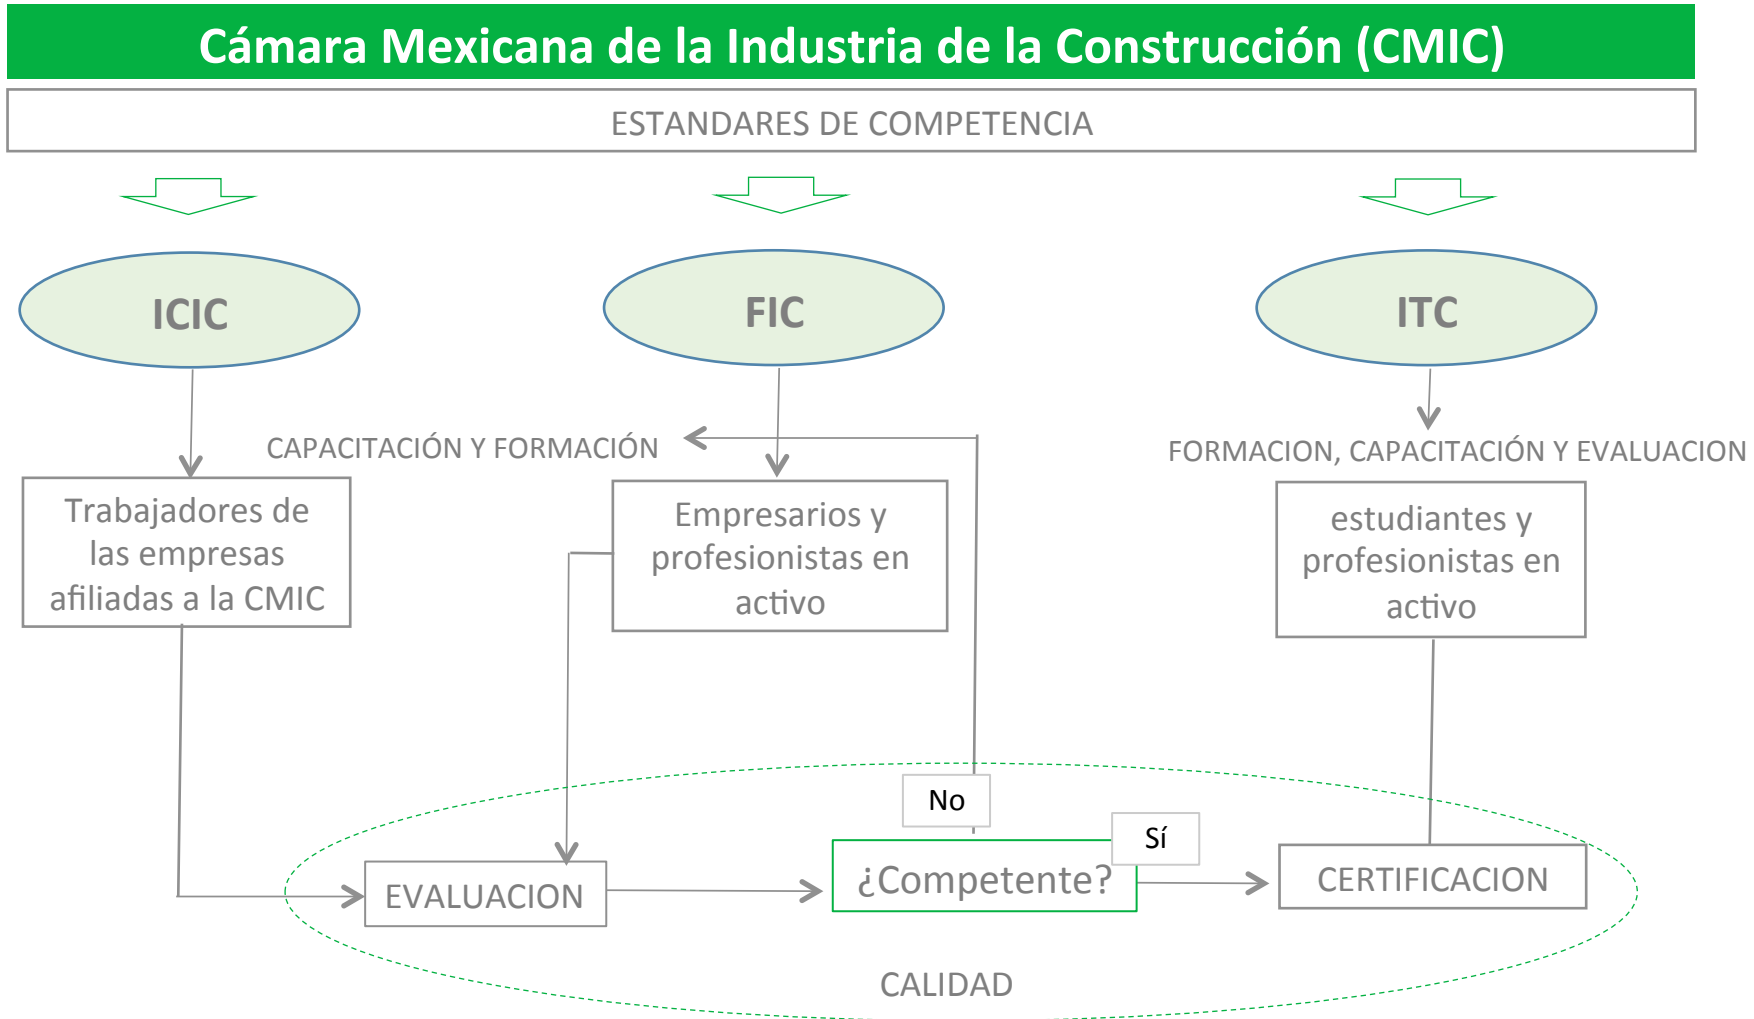 Cámara Mexicana de la Industria de la Construcción (CMIC)
ESTANDARES DE COMPETENCIA
ICIC
FIC
ITC
CAPACITACIÓN Y FORMACIÓN
FORMACION, CAPACITACIÓN Y EVALUACION
Trabajadores de
las empresas
afiliadas a la CMIC
Empresarios y
profesionistas en
activo
estudiantes y
profesionistas en
activo
No
Sí
EVALUACION
¿Competente?
CERTIFICACION
CALIDAD